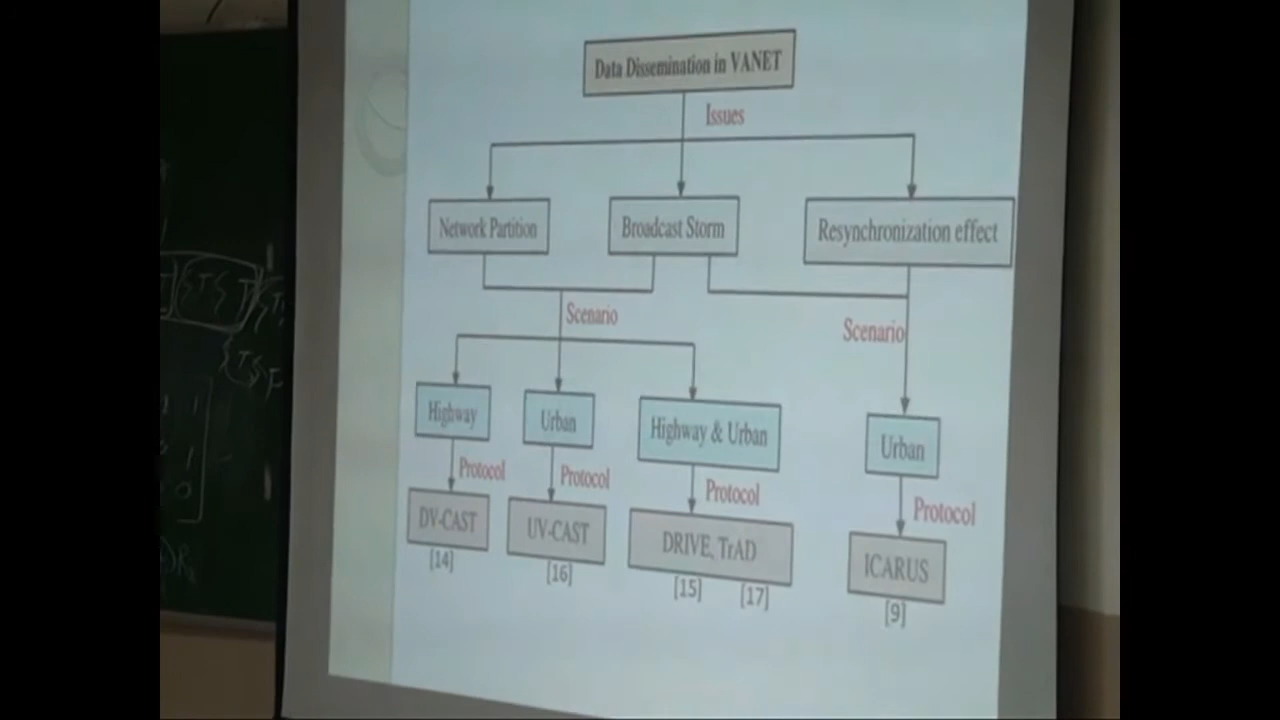 Data Dissemination in VANET
Issues
Network Partition
Broadcast Storm
Resynchronization effect
Scenario
Scenario
Highway
Urban
Highway & Urban
Urban
Protocol
Protocol
Protocol
Protocol
DV-CAST
UV-CAST
DRIVE, TrAD
ICARUS
[14]
[16]
[15] [17]
[9]